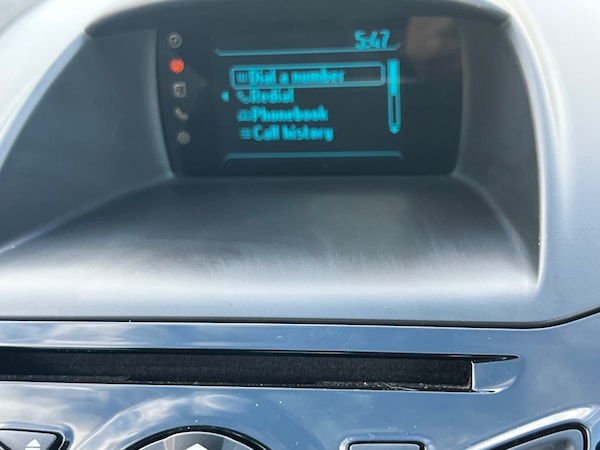 5:47
Dial a number
Redial
Phonebook
Call history